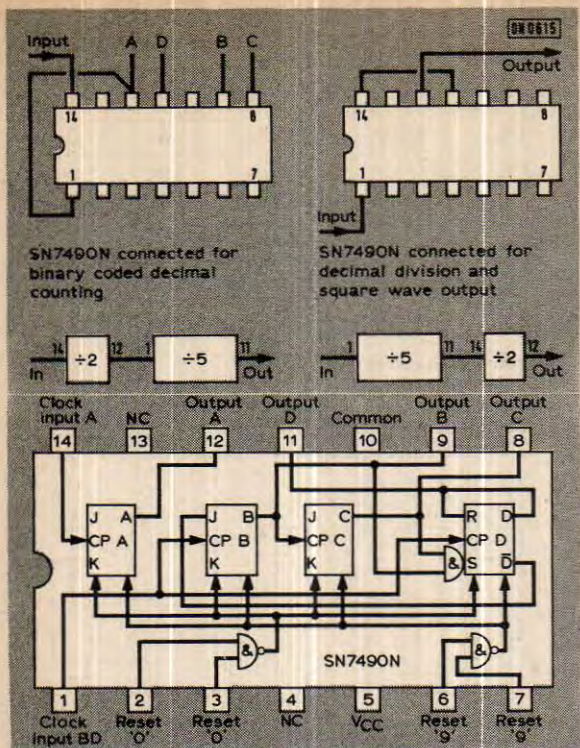 Input A D B C
14 8
1 7
SN7490N connected for
binary coded decimal
counting
DN0615
Output
14 8
1 7
Input
SN7490N connected for
decimal division and
square wave output
In 14 ÷2 12 1 ÷5 11 Out
In 1 ÷5 11 14 ÷2 12 Out
Clock Output Output Output Output
input A NC A D Common B C
14 13 12 11 10 9 8
J A J B J C R D
CP A CP B CP C CP D
K K K & S D̅
& &
SN7490N
1 2 3 4 5 6 7
Clock Reset Reset NC VCC Reset Reset
input BD '0' '0' '9' '9'